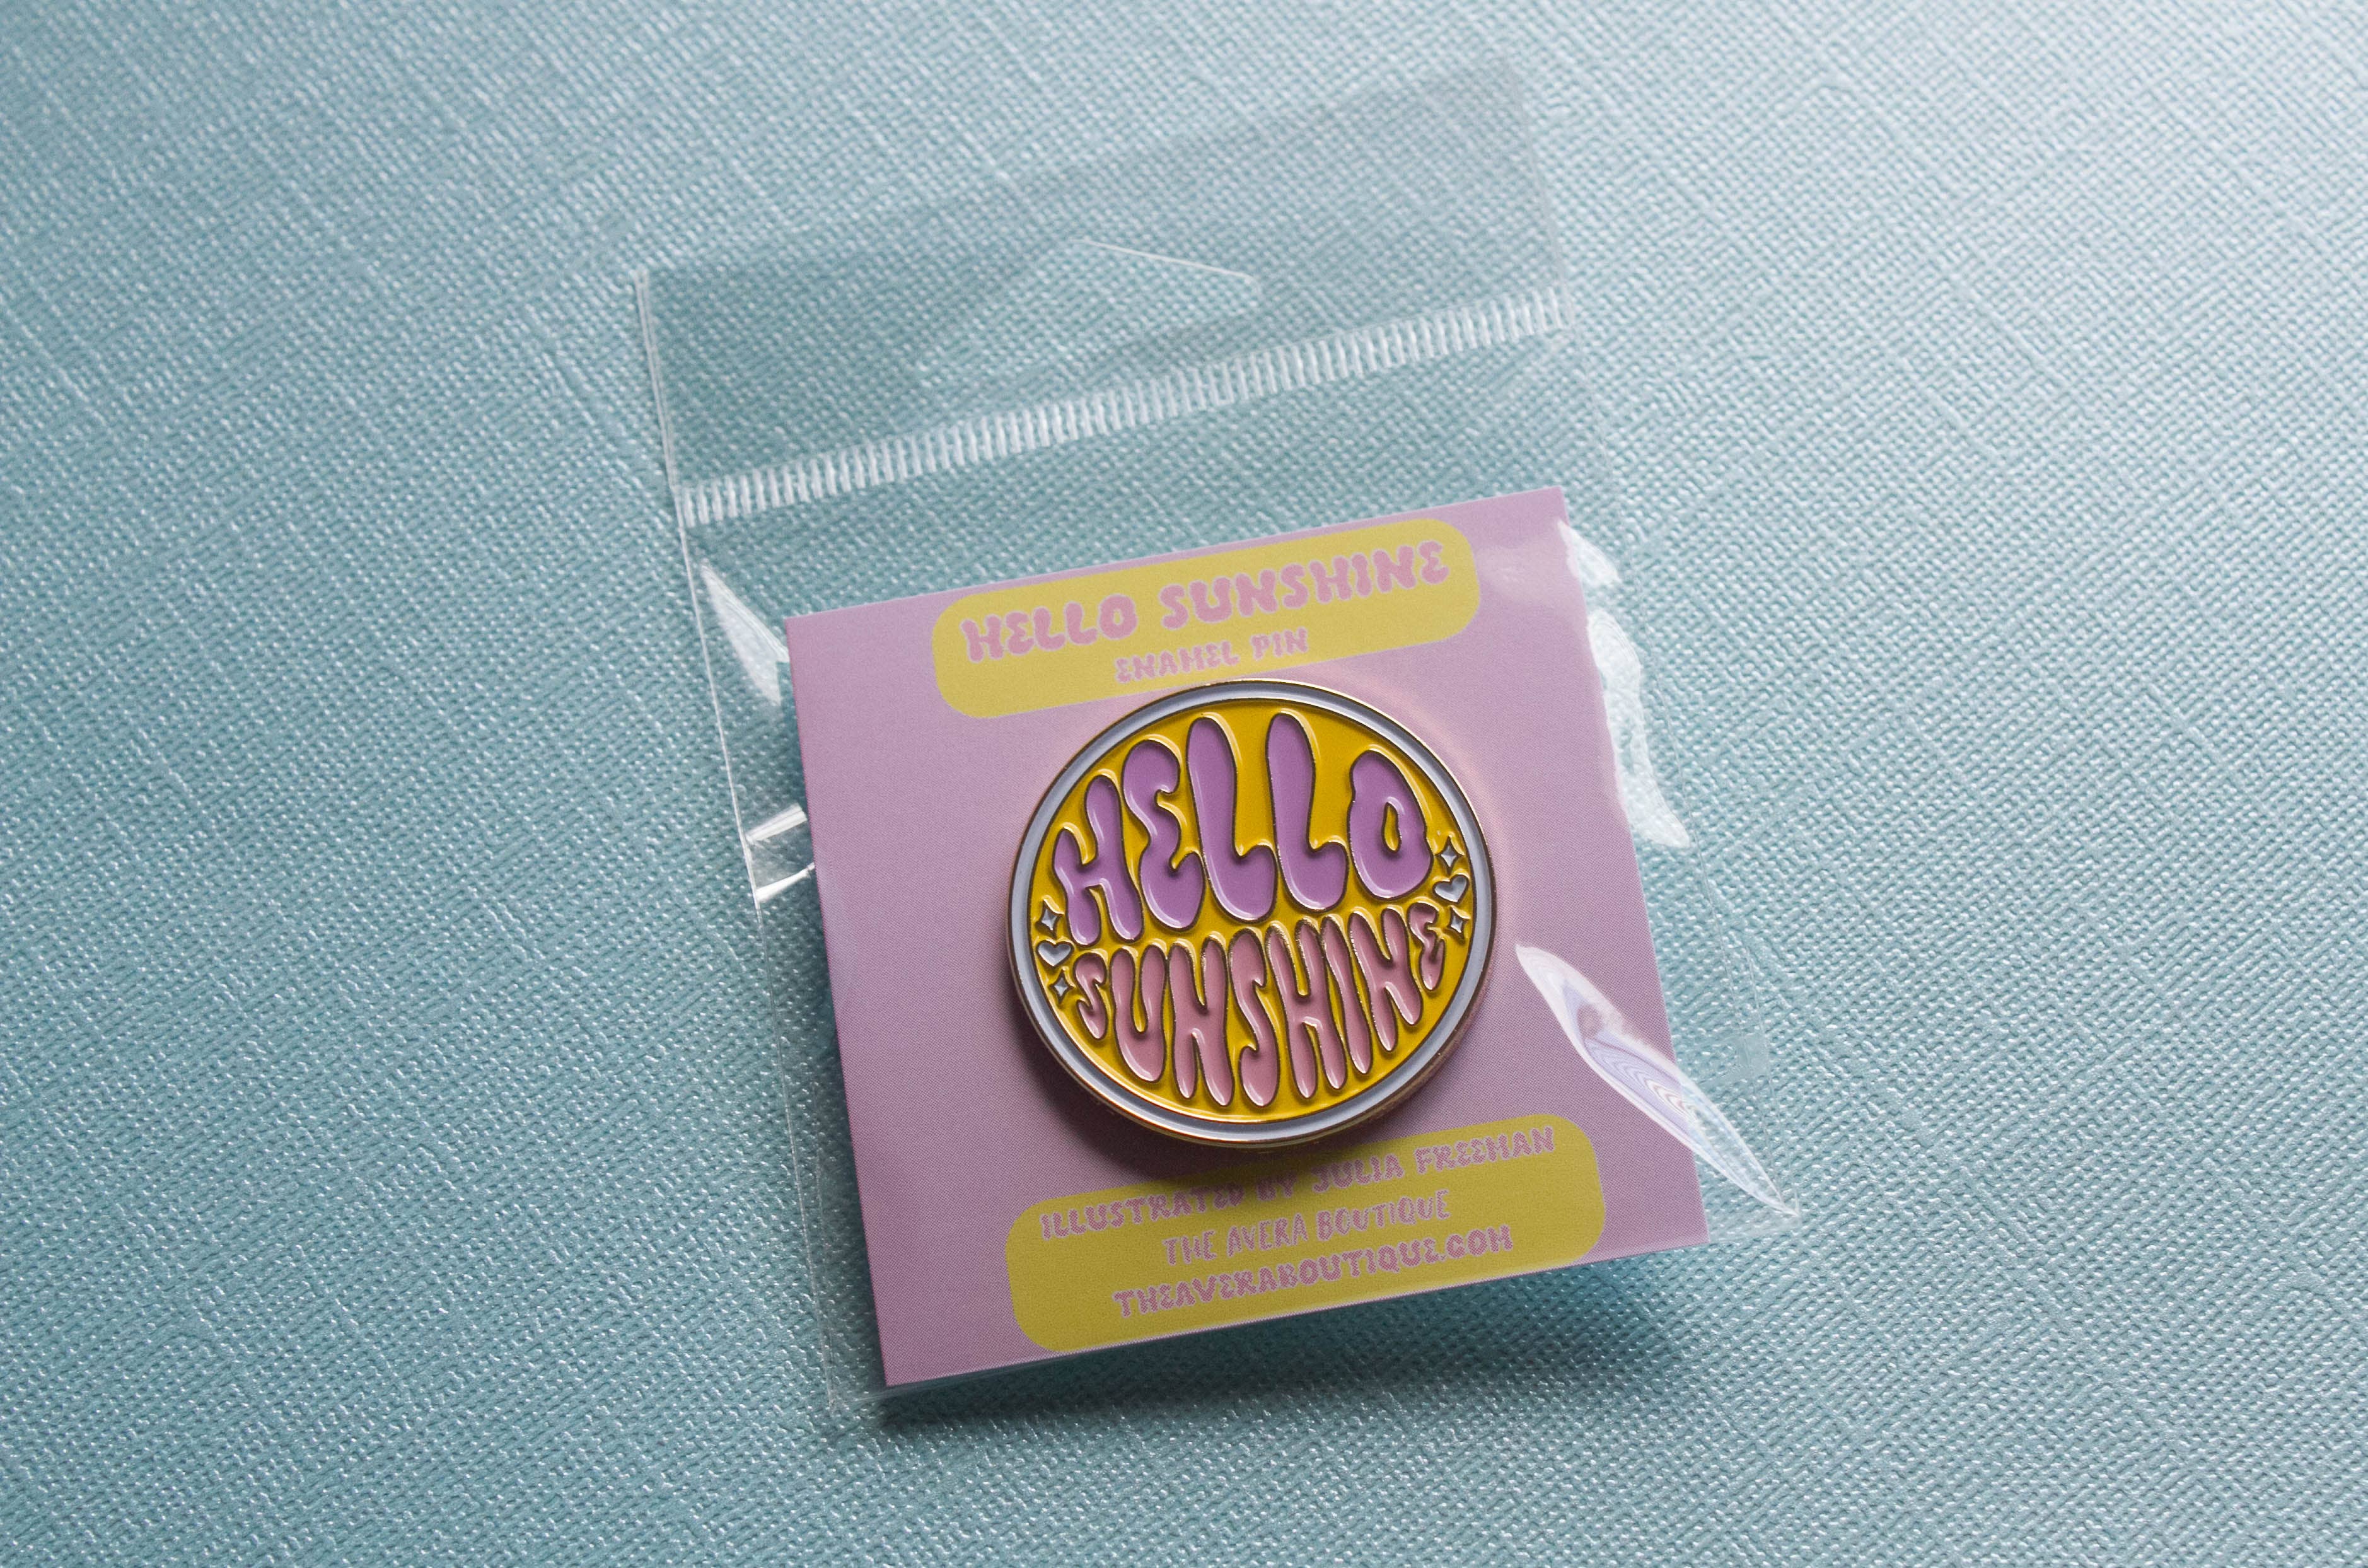 HELLO SUNSHINE
ENAMEL PIN
HELLO
SUNSHINE
ILLUSTRATED BY JULIA FREEMAN
THE AVERA BOUTIQUE
THEAVERABOUTIQUE.COM